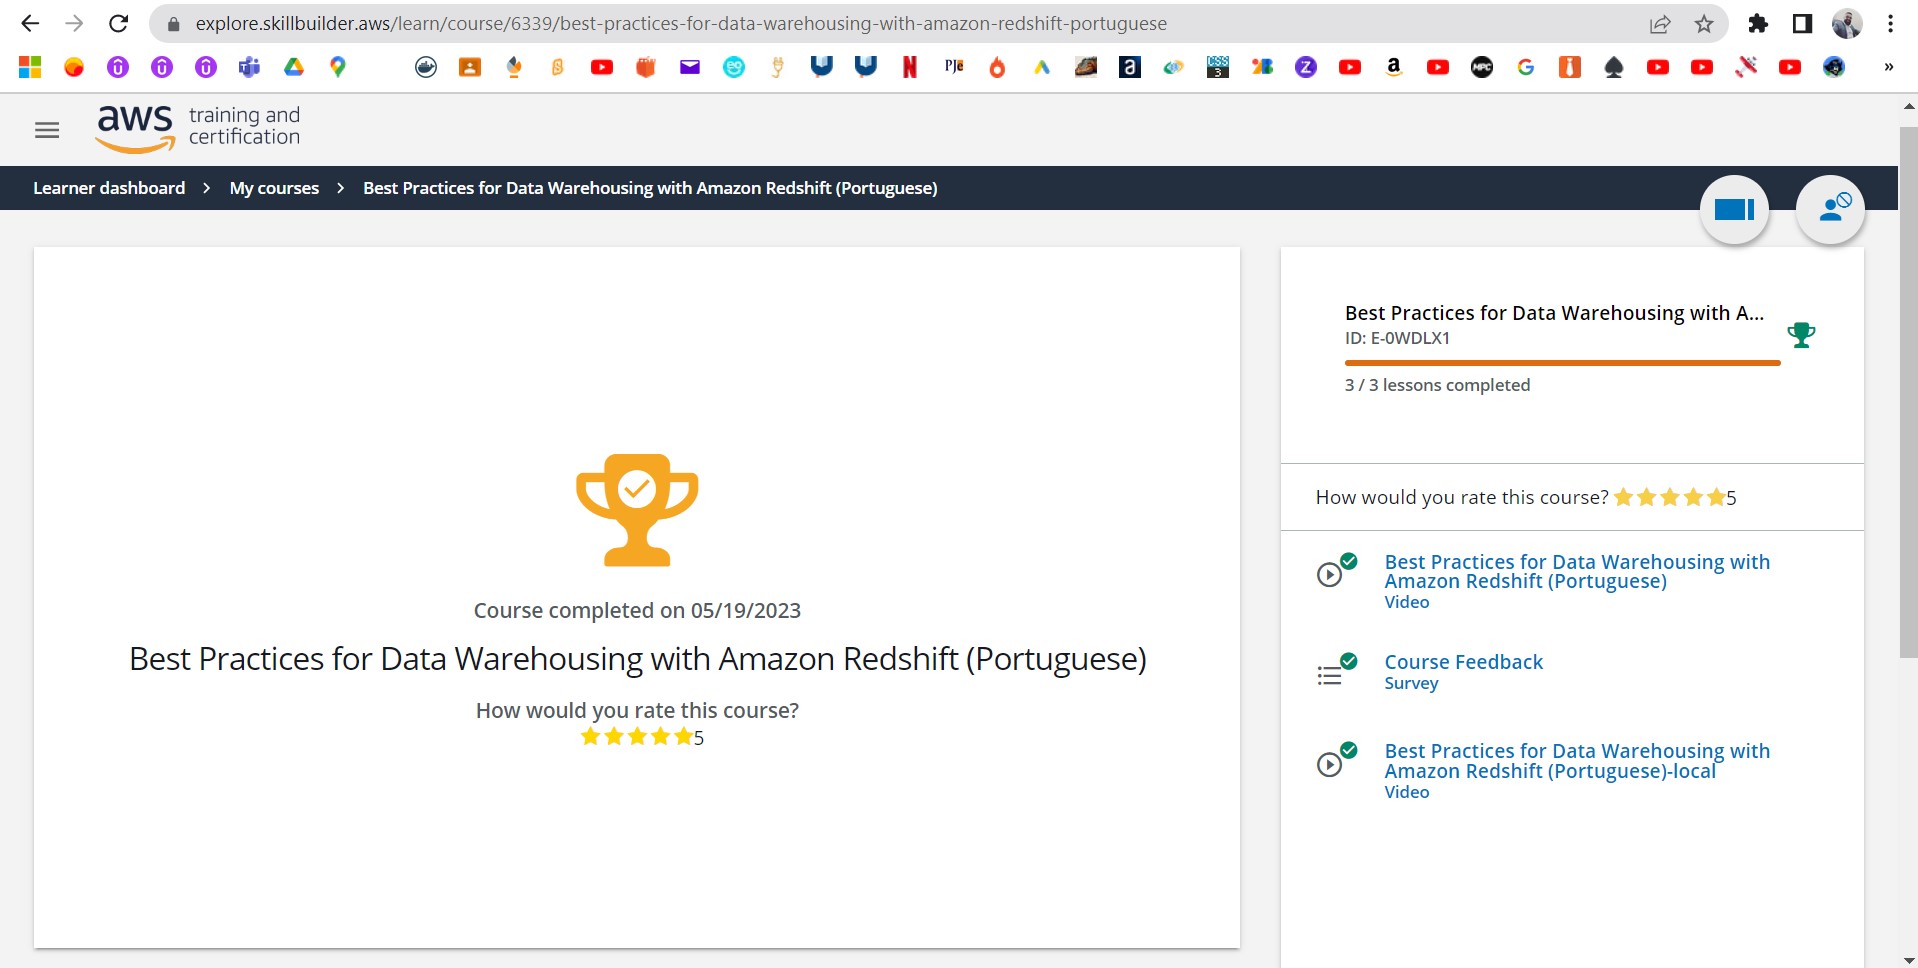 explore.skillbuilder.aws/learn/course/6339/best-practices-for-data-warehousing-with-amazon-redshift-portuguese
PJe
a
CSS
3
Z
a
MPC
G
»
aws training and
certification
Learner dashboard > My courses > Best Practices for Data Warehousing with Amazon Redshift (Portuguese)
Course completed on 05/19/2023
Best Practices for Data Warehousing with Amazon Redshift (Portuguese)
How would you rate this course?
5
Best Practices for Data Warehousing with A...
ID: E-0WDLX1
3 / 3 lessons completed
How would you rate this course? 5
Best Practices for Data Warehousing with
Amazon Redshift (Portuguese)
Video
Course Feedback
Survey
Best Practices for Data Warehousing with
Amazon Redshift (Portuguese)-local
Video